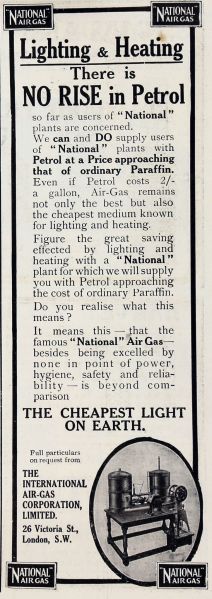 "NATIONAL"
AIR GAS
"NATIONAL"
AIR GAS
Lighting & Heating
There is
NO RISE in Petrol
so far as users of "National"
plants are concerned.
We can and DO supply users
of "National" plants with
Petrol at a Price approaching
that of ordinary Paraffin.
Even if Petrol costs 2/-
a gallon, Air-Gas remains
not only the best but also
the cheapest medium known
for lighting and heating.
Figure the great saving
effected by lighting and
heating with a "National"
plant for which we will supply
you with Petrol approaching
the cost of ordinary Paraffin.
Do you realise what this
means?
It means this — that the
famous "National" Air Gas—
besides being excelled by
none in point of power,
hygiene, safety and relia-
bility — is beyond com-
parison
THE CHEAPEST LIGHT
ON EARTH.
Full particulars
on request from
THE
INTERNATIONAL
AIR-GAS
CORPORATION,
LIMITED.
26 Victoria St.,
London, S.W.
"NATIONAL"
AIR GAS
"NATIONAL"
AIR GAS